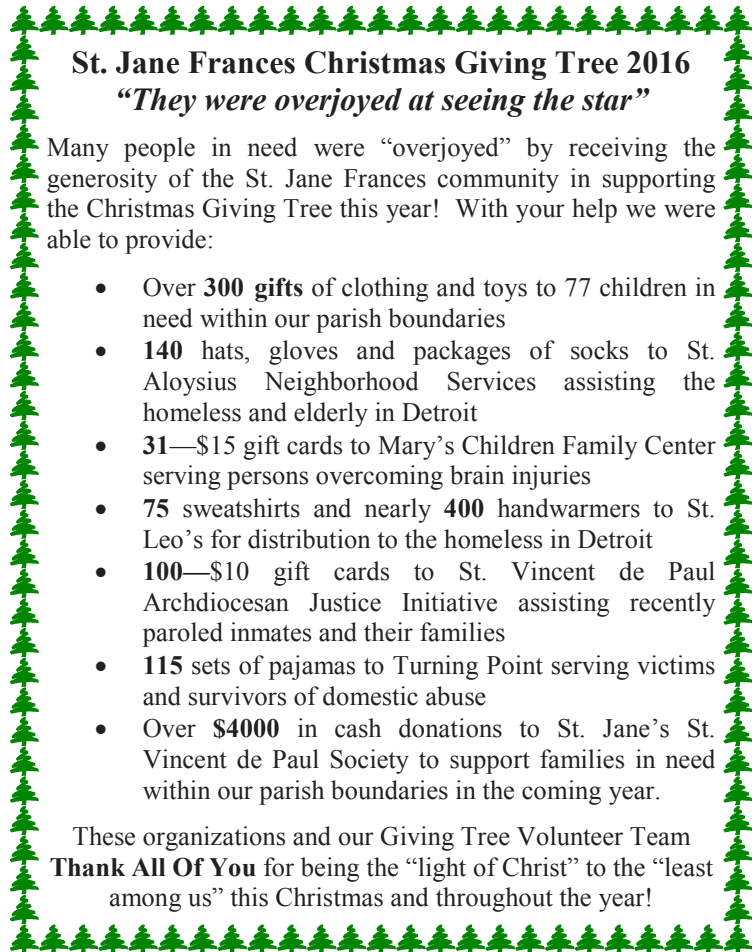 St. Jane Frances Christmas Giving Tree 2016
“They were overjoyed at seeing the star”
Many people in need were “overjoyed” by receiving the
generosity of the St. Jane Frances community in supporting
the Christmas Giving Tree this year!  With your help we were
able to provide:
• Over 300 gifts of clothing and toys to 77 children in
need within our parish boundaries
• 140 hats, gloves and packages of socks to St.
Aloysius Neighborhood Services assisting the
homeless and elderly in Detroit
• 31—$15 gift cards to Mary’s Children Family Center
serving persons overcoming brain injuries
• 75 sweatshirts and nearly 400 handwarmers to St.
Leo’s for distribution to the homeless in Detroit
• 100—$10 gift cards to St. Vincent de Paul
Archdiocesan Justice Initiative assisting recently
paroled inmates and their families
• 115 sets of pajamas to Turning Point serving victims
and survivors of domestic abuse
• Over $4000 in cash donations to St. Jane’s St.
Vincent de Paul Society to support families in need
within our parish boundaries in the coming year.
These organizations and our Giving Tree Volunteer Team
Thank All Of You for being the “light of Christ” to the “least
among us” this Christmas and throughout the year!